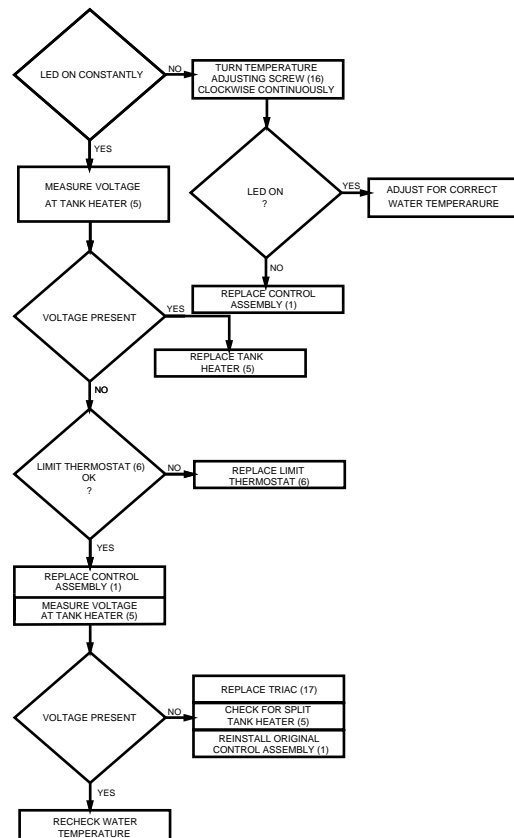 LED ON CONSTANTLY
NO
TURN TEMPERATURE
ADJUSTING SCREW (16)
CLOCKWISE CONTINUOUSLY
YES
MEASURE VOLTAGE
AT TANK HEATER (5)
LED ON
?
YES
ADJUST FOR CORRECT
WATER TEMPERARURE
NO
REPLACE CONTROL
ASSEMBLY (1)
VOLTAGE PRESENT
YES
REPLACE TANK
HEATER (5)
NO
LIMIT THERMOSTAT (6)
OK
?
NO
REPLACE LIMIT
THERMOSTAT (6)
YES
REPLACE CONTROL
ASSEMBLY (1)
MEASURE VOLTAGE
AT TANK HEATER (5)
VOLTAGE PRESENT
NO
REPLACE TRIAC (17)
CHECK FOR SPLIT
TANK HEATER (5)
REINSTALL ORIGINAL
CONTROL ASSEMBLY (1)
YES
RECHECK WATER
TEMPERATURE